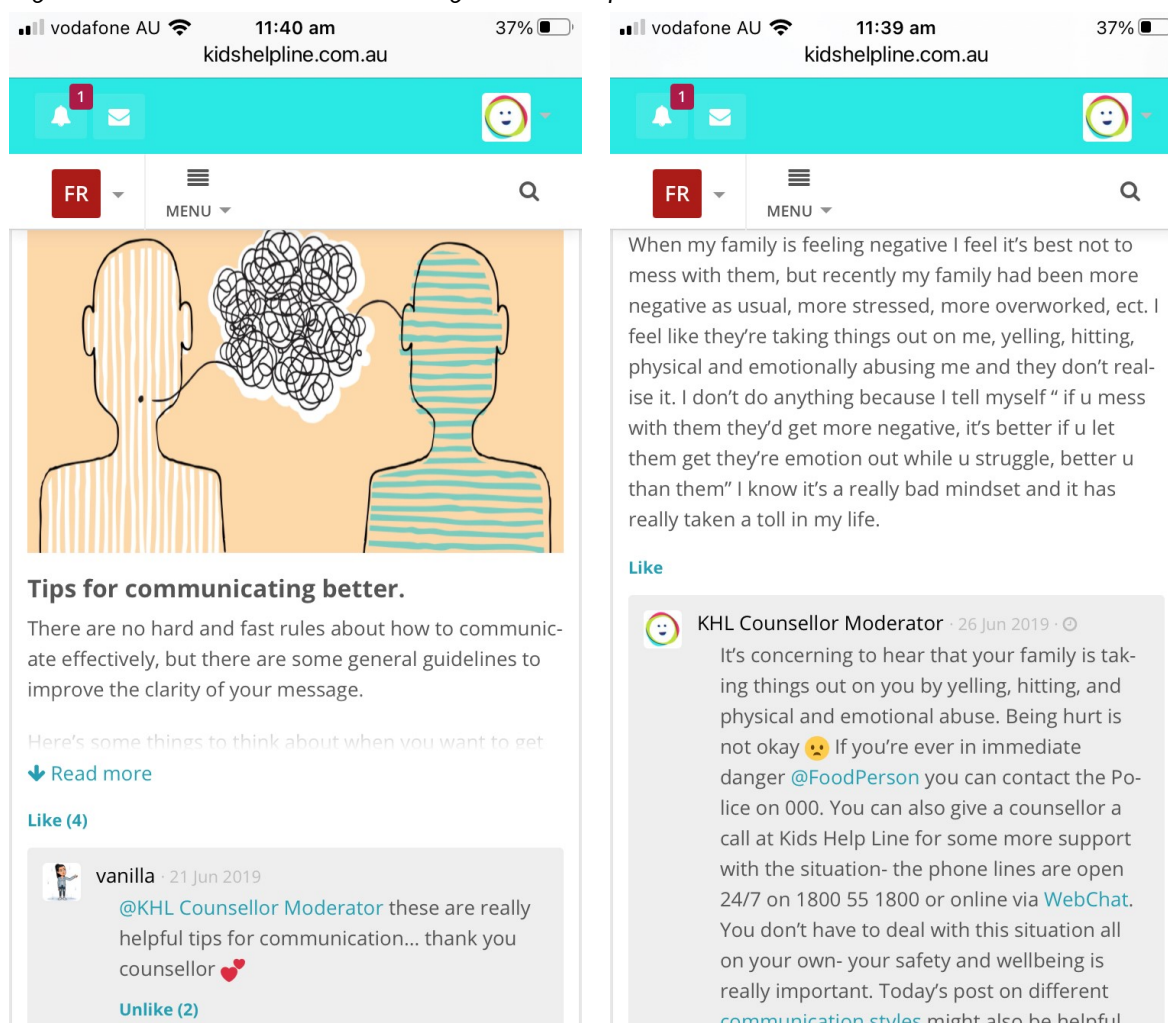 vodafone AU 11:40 am 37%
kidshelpline.com.au
1
FR
MENU
Tips for communicating better.
There are no hard and fast rules about how to communic-
ate effectively, but there are some general guidelines to
improve the clarity of your message.
Here's some things to think about when you want to get
Read more
Like (4)
vanilla · 21 Jun 2019
@KHL Counsellor Moderator these are really
helpful tips for communication... thank you
counsellor 💕
Unlike (2)
vodafone AU 11:39 am 37%
kidshelpline.com.au
1
FR
MENU
When my family is feeling negative I feel it's best not to
mess with them, but recently my family had been more
negative as usual, more stressed, more overworked, ect. I
feel like they're taking things out on me, yelling, hitting,
physical and emotionally abusing me and they don't real-
ise it. I don't do anything because I tell myself “ if u mess
with them they'd get more negative, it's better if u let
them get they're emotion out while u struggle, better u
than them” I know it's a really bad mindset and it has
really taken a toll in my life.
Like
KHL Counsellor Moderator · 26 Jun 2019 ·
It's concerning to hear that your family is tak-
ing things out on you by yelling, hitting, and
physical and emotional abuse. Being hurt is
not okay 😦 If you're ever in immediate
danger @FoodPerson you can contact the Po-
lice on 000. You can also give a counsellor a
call at Kids Help Line for some more support
with the situation- the phone lines are open
24/7 on 1800 55 1800 or online via WebChat.
You don't have to deal with this situation all
on your own- your safety and wellbeing is
really important. Today's post on different
communication styles might also be helpful